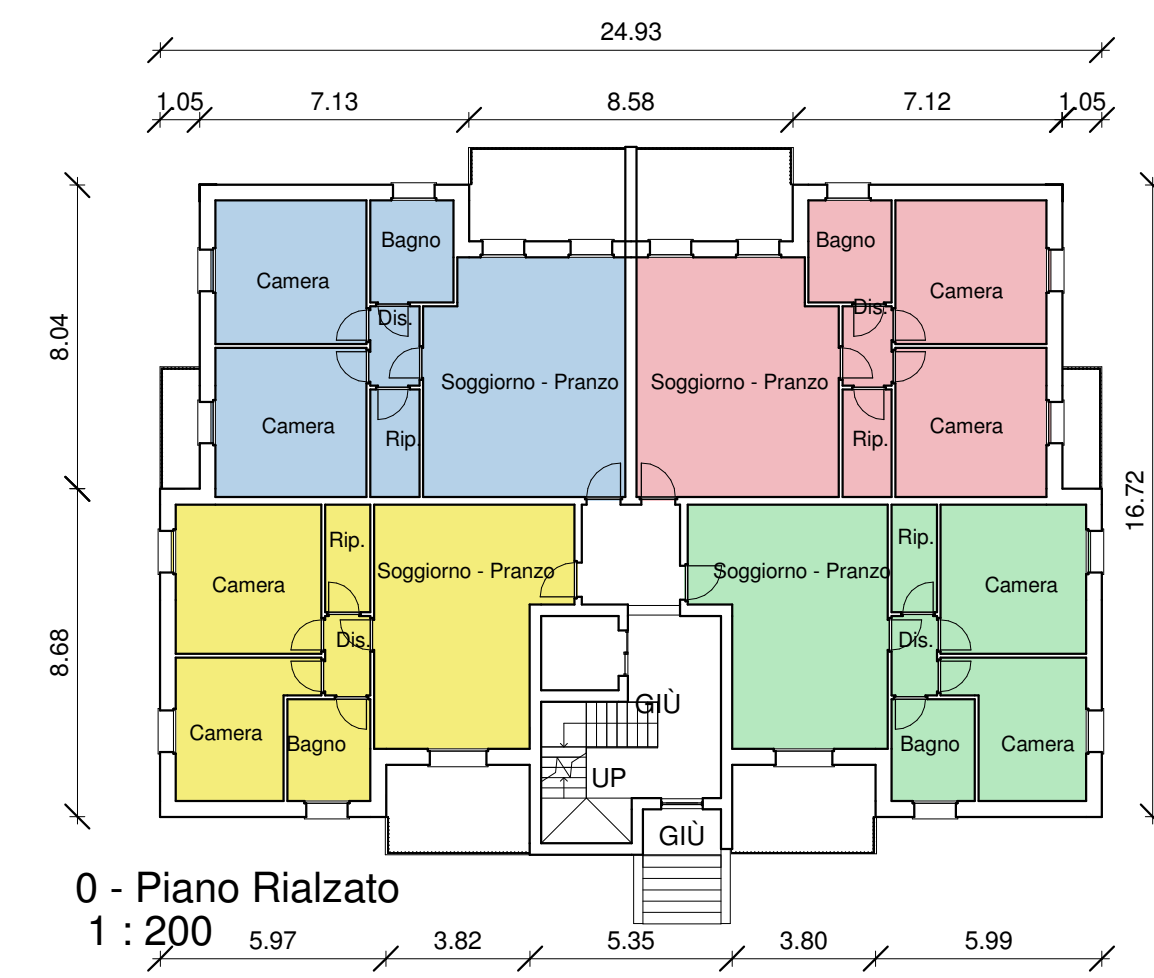 24.93
1.05
7.13
8.58
7.12
1.05
Bagno
Bagno
Camera
Camera
Dis.
Dis.
8.04
Soggiorno - Pranzo
Soggiorno - Pranzo
Camera
Rip.
Rip.
Camera
16.72
Rip.
Rip.
Camera
Soggiorno - Pranzo
Soggiorno - Pranzo
Camera
8.68
Dis.
Dis.
GIÙ
Camera
Bagno
Bagno
Camera
UP
GIÙ
0 - Piano Rialzato
1 : 200
5.97
3.82
5.35
3.80
5.99